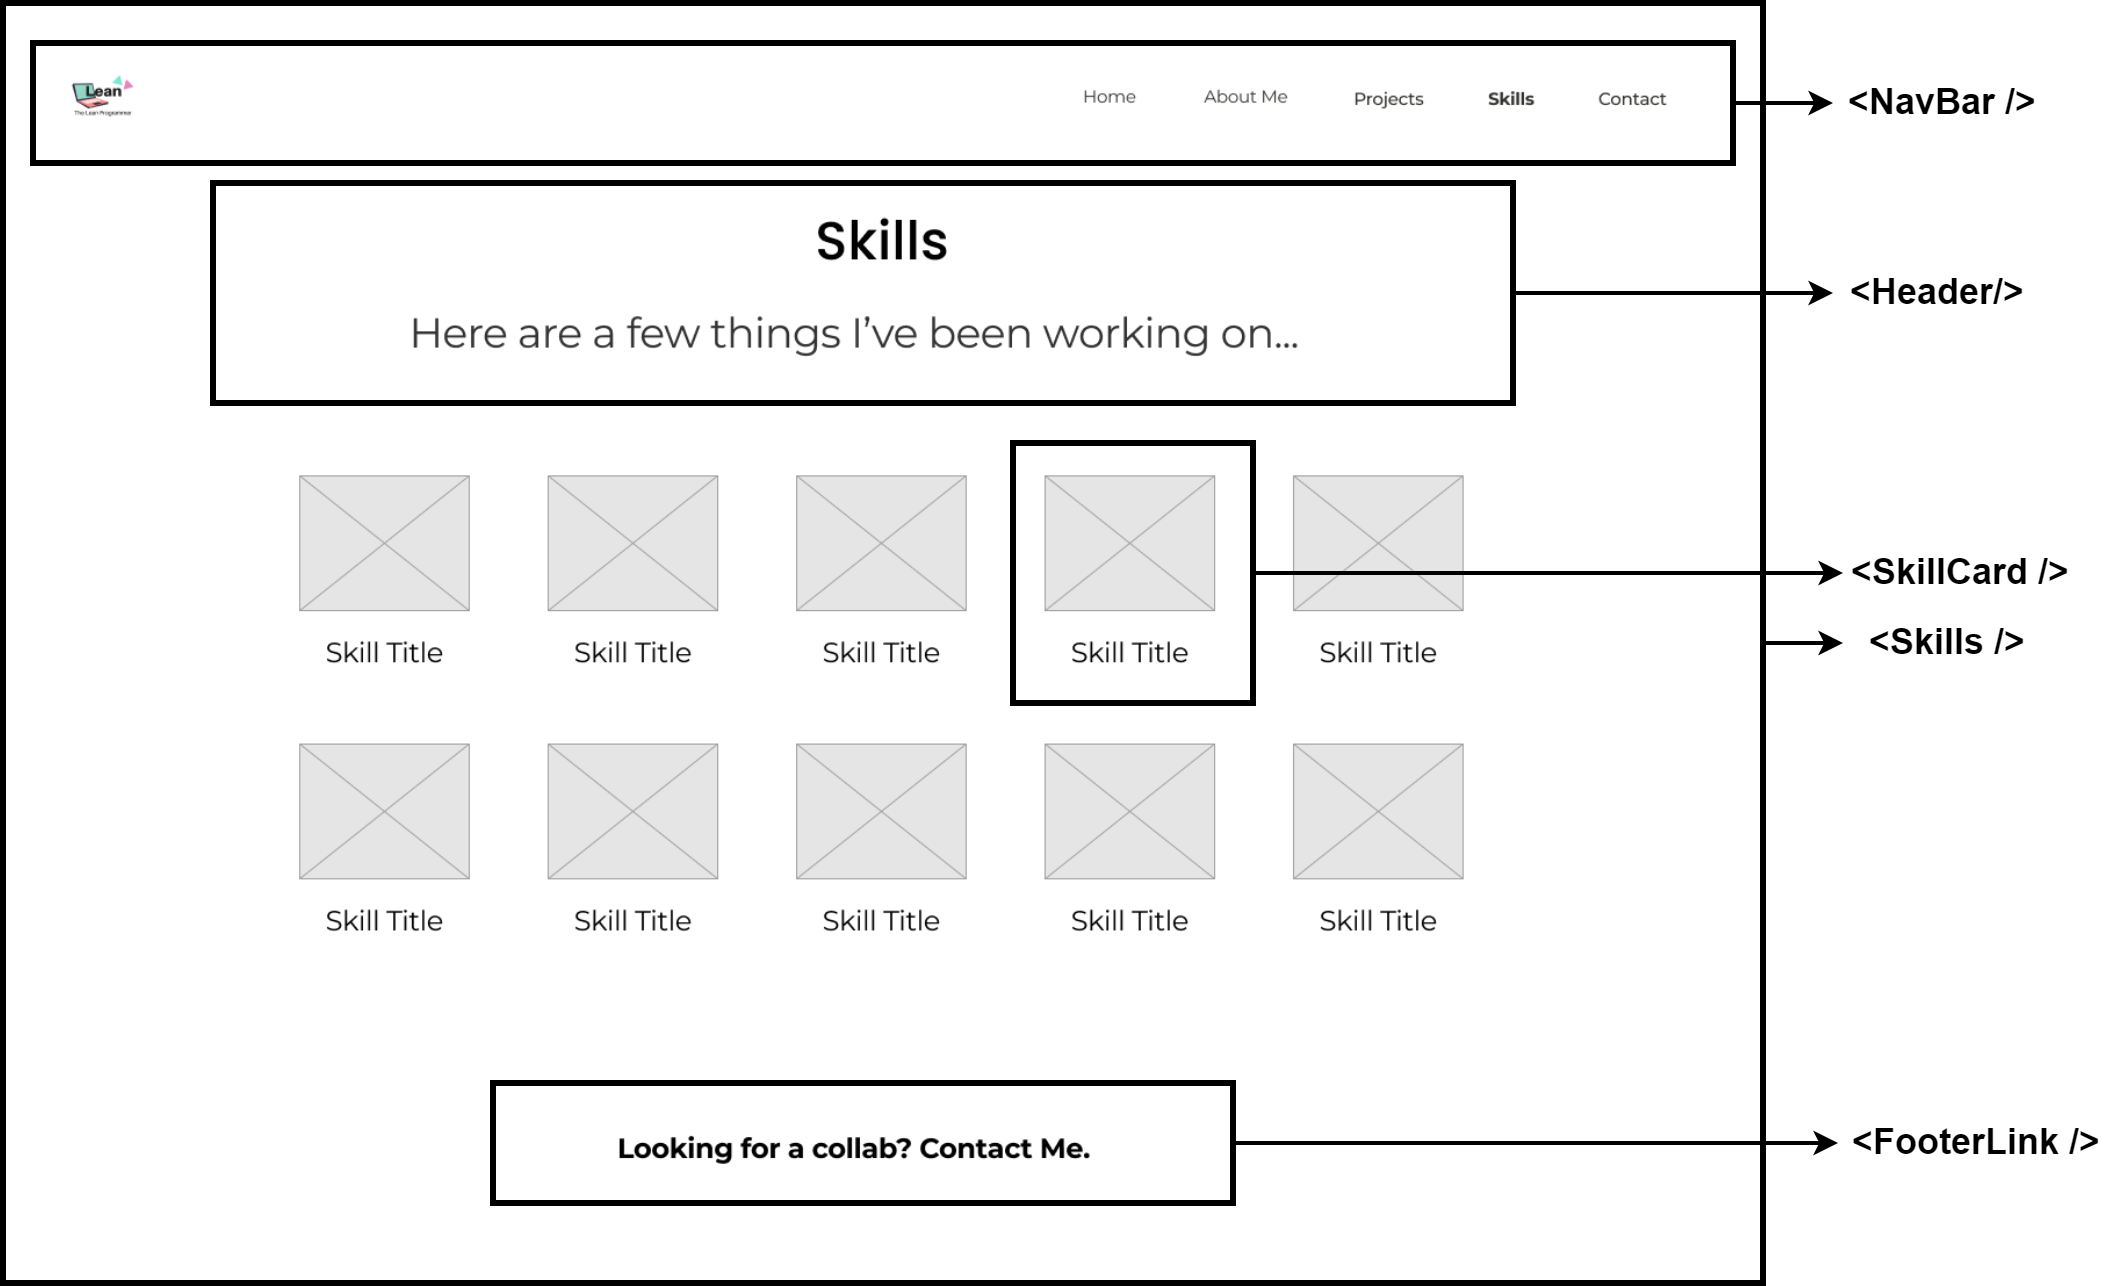 Lean
The Lean Programmer
Home About Me Projects Skills Contact
<NavBar />
Skills
Here are a few things I’ve been working on...
<Header/>
Skill Title Skill Title Skill Title Skill Title Skill Title
<SkillCard />
<Skills />
Skill Title Skill Title Skill Title Skill Title Skill Title
Looking for a collab? Contact Me.
<FooterLink />